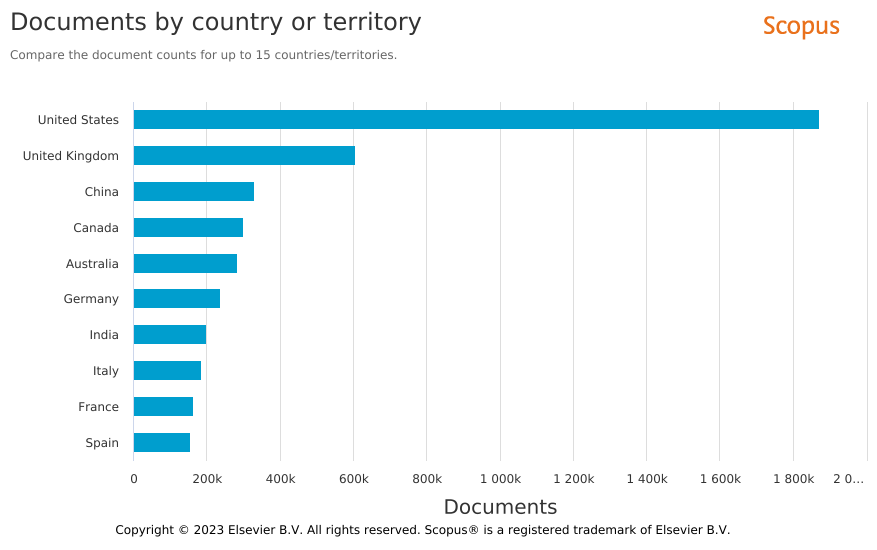 Documents by country or territory
Scopus
Compare the document counts for up to 15 countries/territories.
United States
United Kingdom
China
Canada
Australia
Germany
India
Italy
France
Spain
0 200k 400k 600k 800k 1 000k 1 200k 1 400k 1 600k 1 800k 2 0...
Documents
Copyright © 2023 Elsevier B.V. All rights reserved. Scopus® is a registered trademark of Elsevier B.V.